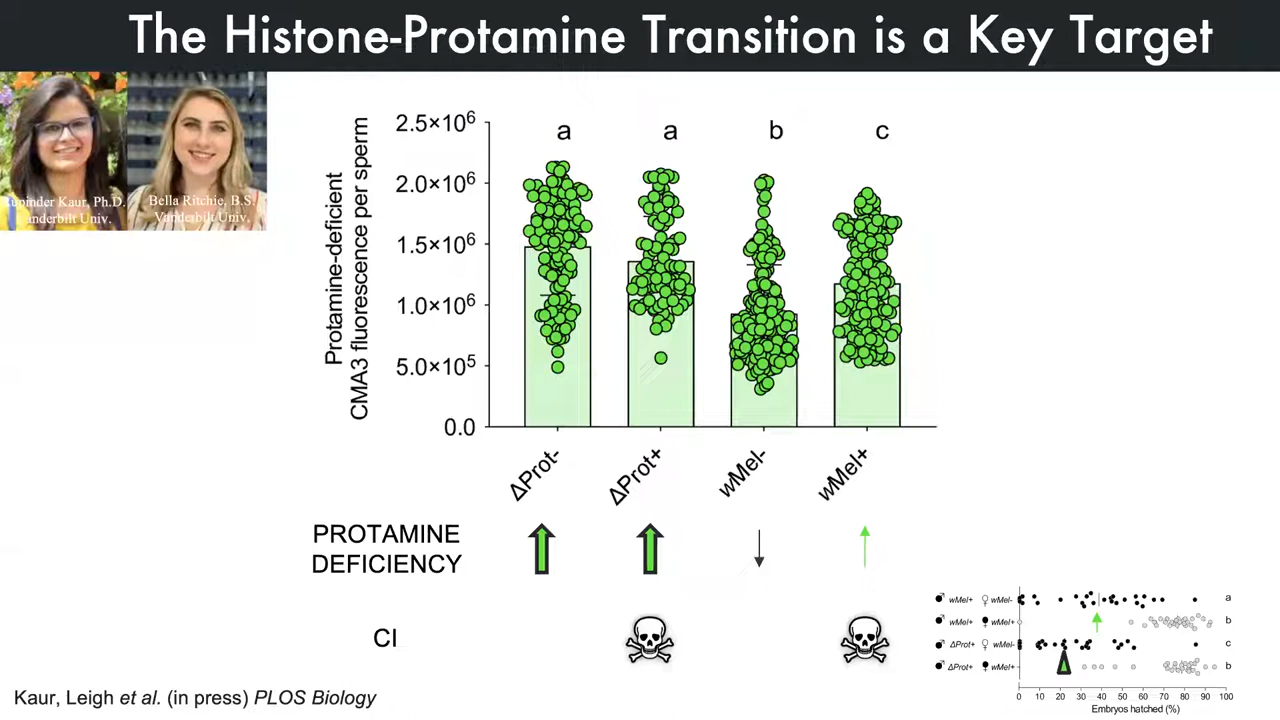 The Histone-Protamine Transition is a Key Target
Kaur, Ph.D.
Vanderbilt Univ.
Bella Ritchie, B.S.
Vanderbilt Univ.
Protamine-deficient
CMA3 fluorescence per sperm
2.5×10⁶
2.0×10⁶
1.5×10⁶
1.0×10⁶
5.0×10⁵
0.0
a a b c
ΔProt- ΔProt+ wMel- wMel+
PROTAMINE
DEFICIENCY
CI
♂ wMel+ ♀ wMel- a
♂ wMel+ ♀ wMel+ b
♂ ΔProt+ ♀ wMel- c
♂ ΔProt+ ♀ wMel+ b
0 10 20 30 40 50 60 70 80 90 100
Embryos hatched (%)
Kaur, Leigh et al. (in press) PLOS Biology